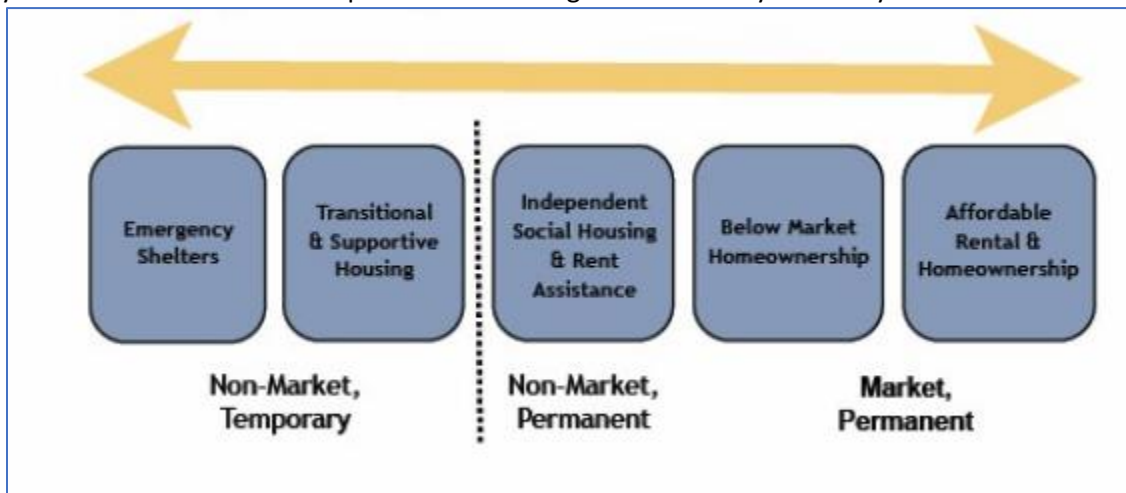 Emergency
Shelters
Transitional
& Supportive
Housing
Independent
Social Housing
& Rent
Assistance
Below Market
Homeownership
Affordable
Rental &
Homeownership
Non-Market,
Temporary
Non-Market,
Permanent
Market,
Permanent